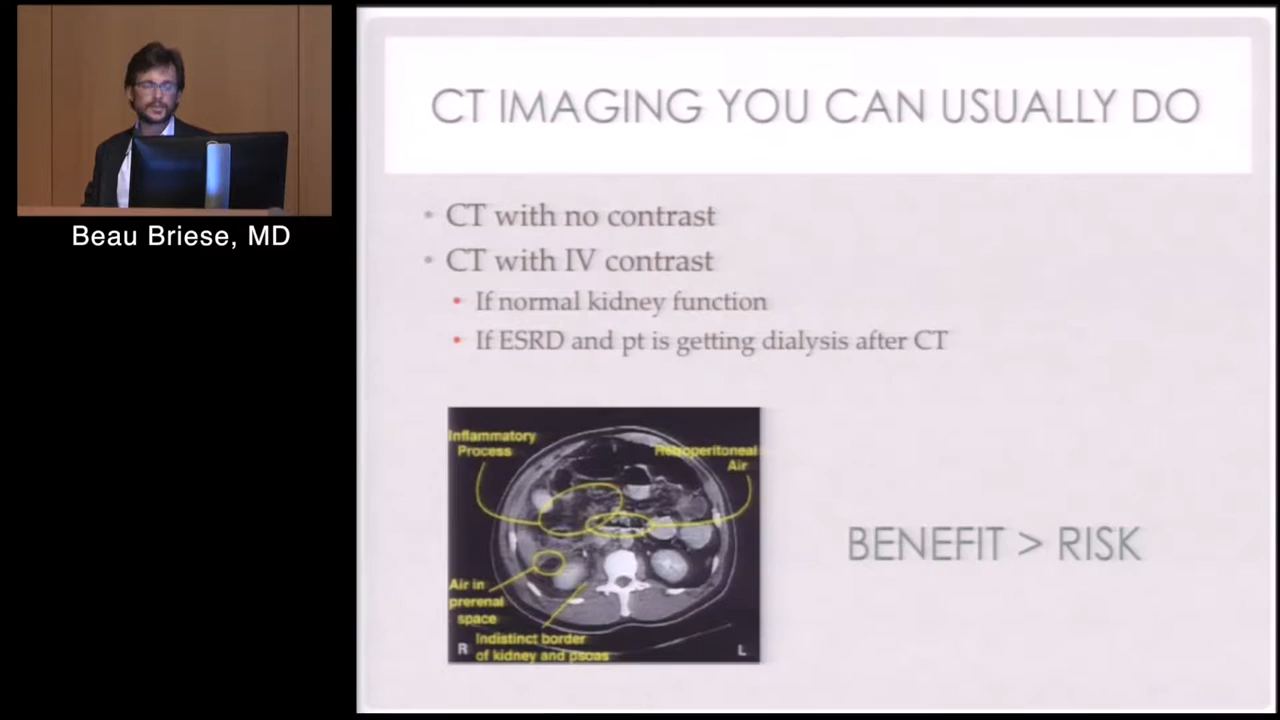 Beau Briese, MD
CT IMAGING YOU CAN USUALLY DO
• CT with no contrast
• CT with IV contrast
• If normal kidney function
• If ESRD and pt is getting dialysis after CT
Inflammatory
Process
Retroperitoneal
Air
Air in
prerenal
space
Indistinct border
of kidney and psoas
R
L
BENEFIT > RISK